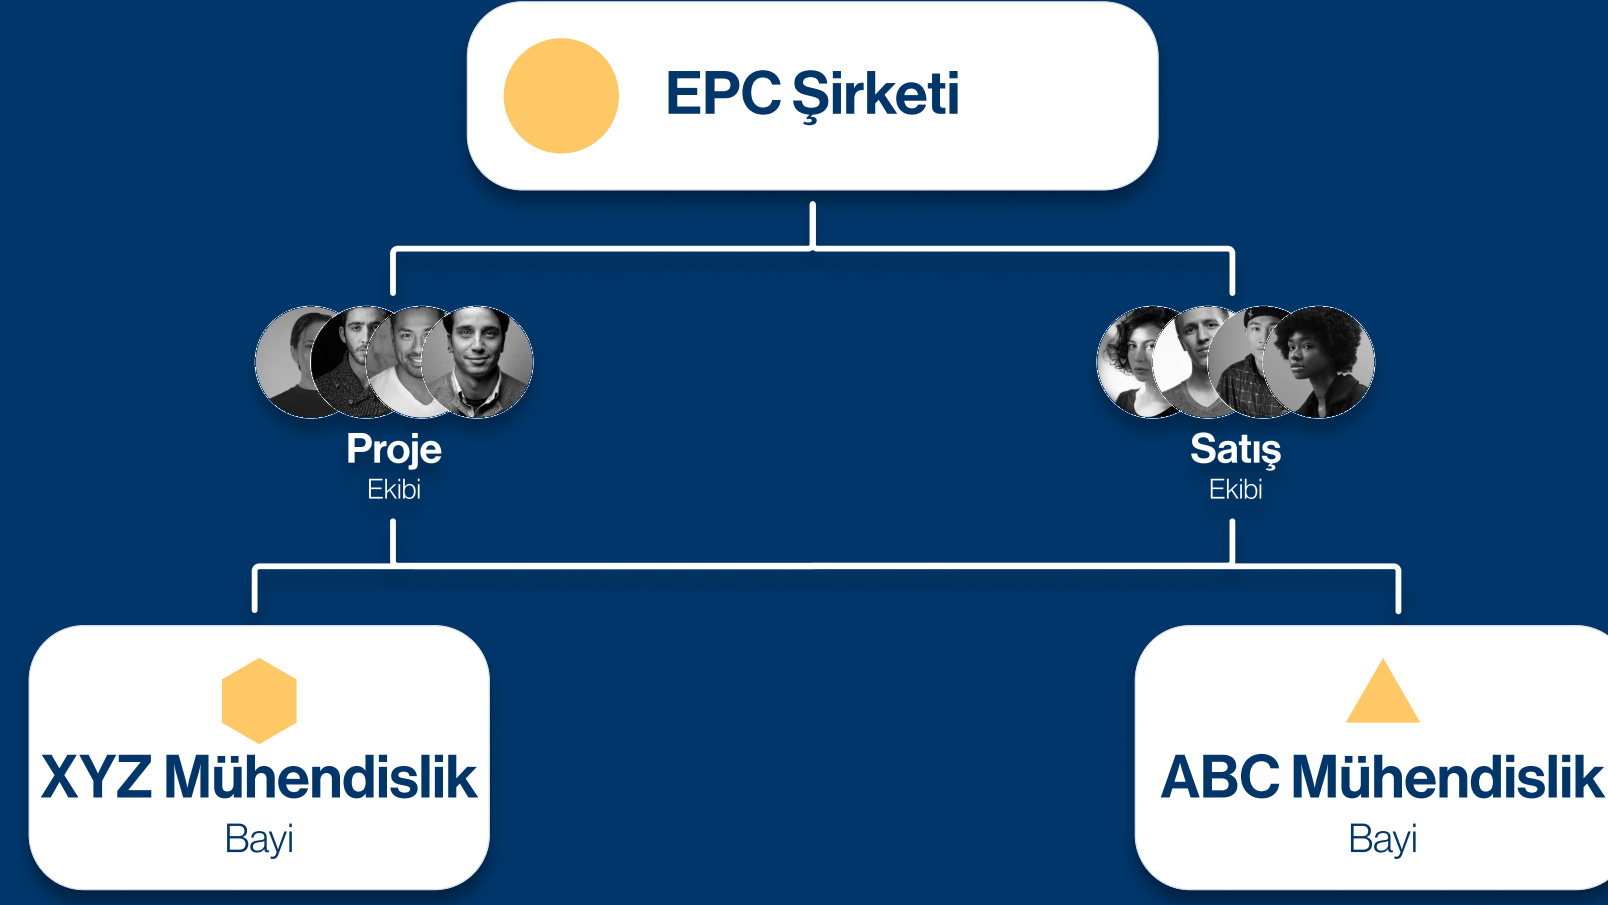 EPC Şirketi
Proje
Ekibi
Satış
Ekibi
XYZ Mühendislik
Bayi
ABC Mühendislik
Bayi